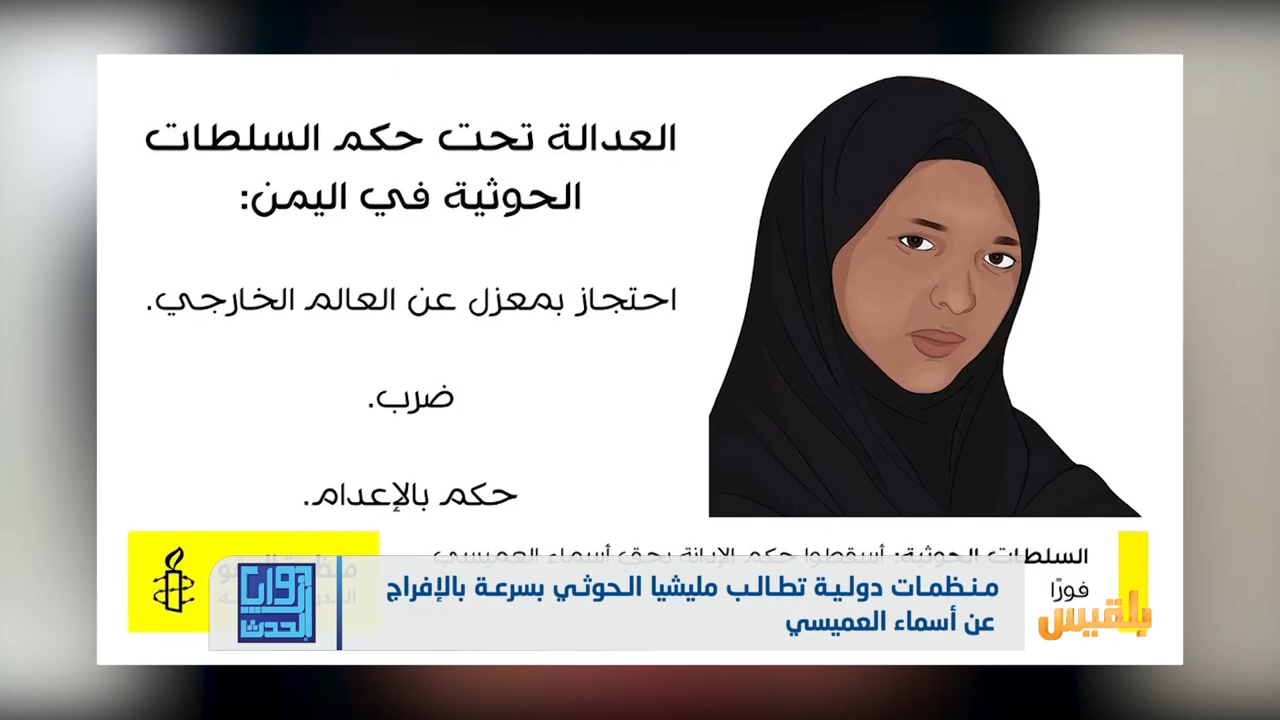 العدالة تحت حكم السلطات
الحوثية في اليمن:
احتجاز بمعزل عن العالم الخارجي.
ضرب.
حكم بالإعدام.
السلطات الحوثية: أسقطوا حكم الإدانة بحق أسماء العميسي
فورًا
منظمات دولية تطالب مليشيا الحوثي بسرعة بالإفراج
عن أسماء العميسي
الحدث
بلقيس